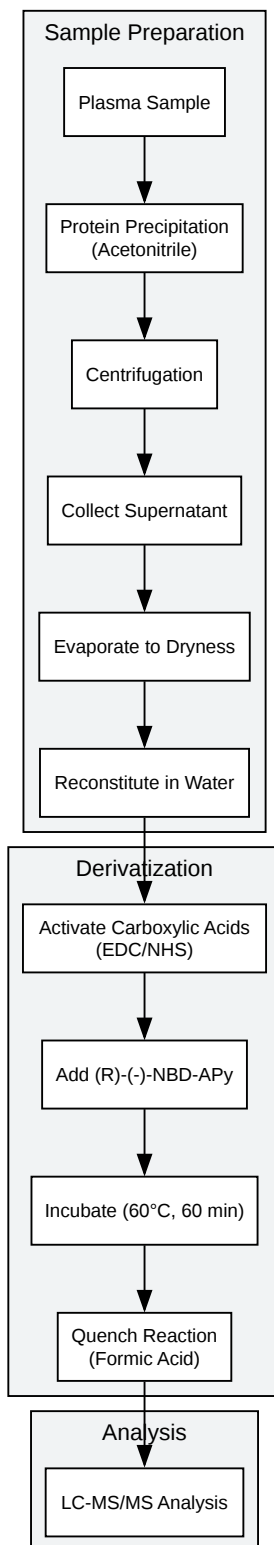 Sample Preparation
Plasma Sample
Protein Precipitation
(Acetonitrile)
Centrifugation
Collect Supernatant
Evaporate to Dryness
Reconstitute in Water
Derivatization
Activate Carboxylic Acids
(EDC/NHS)
Add (R)-(-)-NBD-APy
Incubate (60°C, 60 min)
Quench Reaction
(Formic Acid)
Analysis
LC-MS/MS Analysis